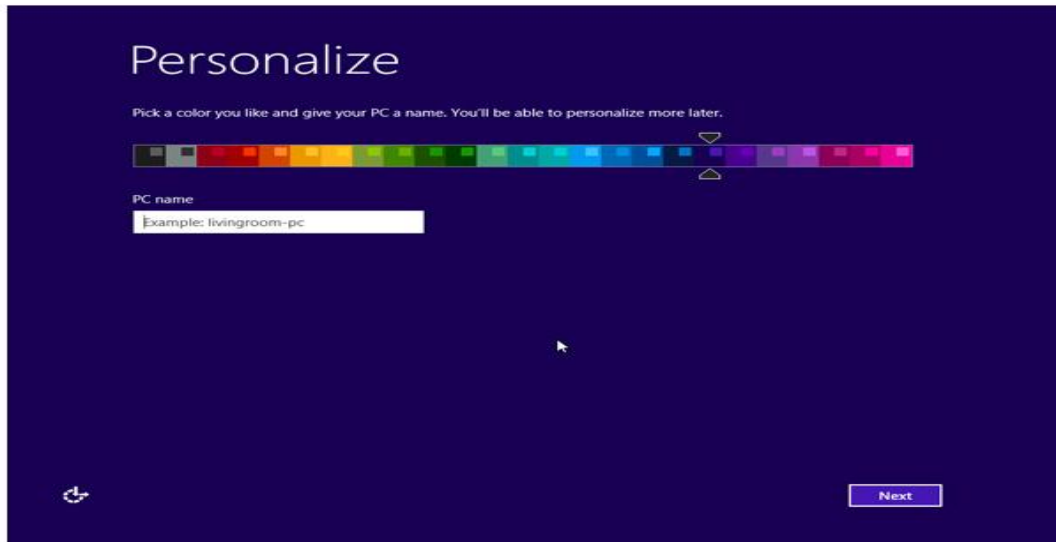 Personalize
Pick a color you like and give your PC a name. You'll be able to personalize more later.
PC name
Example: livingroom-pc
Next